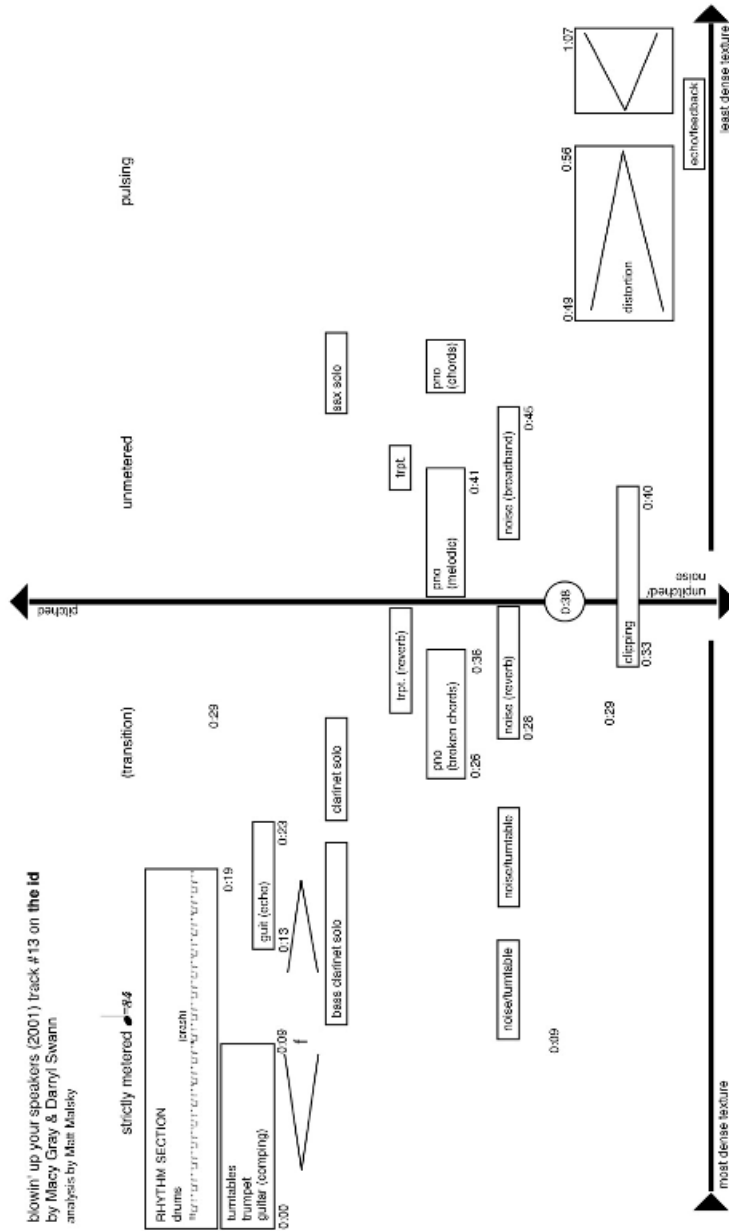 blowin' up your speakers (2001) track #13 on the id
by Macy Gray & Darryl Swann
analysis by Matt Malsky
strictly metered ♩=84
(transition)
unmetered
pulsing
RHYTHM SECTION
drums
(crash)
0:19
0:29
turntables
trumpet
guitar (comping)
0:00
0:09
guit (echo)
0:13
0:23
f
bass clarinet solo
clarinet solo
sax solo
trpt. (reverb)
trpt.
pno
(broken chords)
0:26
0:36
pno
(melodic)
0:41
pno
(chords)
noise/turntable
noise/turntable
noise (reverb)
0:28
noise (broadband)
0:45
0:09
0:29
0:38
clipping
0:33
0:40
0:49
0:56
1:07
distortion
echo/feedback
pitched
unpitched/
noise
most dense texture
least dense texture